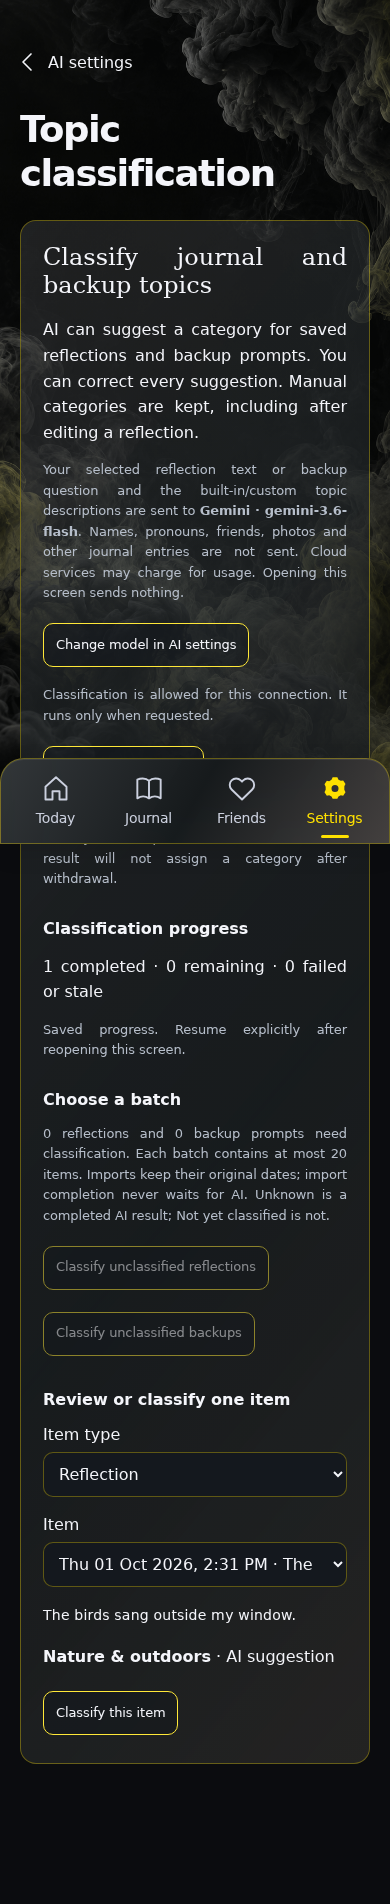 AI settings
Topic
classification
Classify journal and
backup topics
AI can suggest a category for saved
reflections and backup prompts. You
can correct every suggestion. Manual
categories are kept, including after
editing a reflection.
Your selected reflection text or backup
question and the built-in/custom topic
descriptions are sent to Gemini · gemini-3.6-
flash. Names, pronouns, friends, photos and
other journal entries are not sent. Cloud
services may charge for usage. Opening this
screen sends nothing.
Change model in AI settings
Classification is allowed for this connection. It
runs only when requested.
Today
Journal
Friends
Settings
result will not assign a category after
withdrawal.
Classification progress
1 completed · 0 remaining · 0 failed
or stale
Saved progress. Resume explicitly after
reopening this screen.
Choose a batch
0 reflections and 0 backup prompts need
classification. Each batch contains at most 20
items. Imports keep their original dates; import
completion never waits for AI. Unknown is a
completed AI result; Not yet classified is not.
Classify unclassified reflections
Classify unclassified backups
Review or classify one item
Item type
Reflection
Item
Thu 01 Oct 2026, 2:31 PM · The
The birds sang outside my window.
Nature & outdoors · AI suggestion
Classify this item